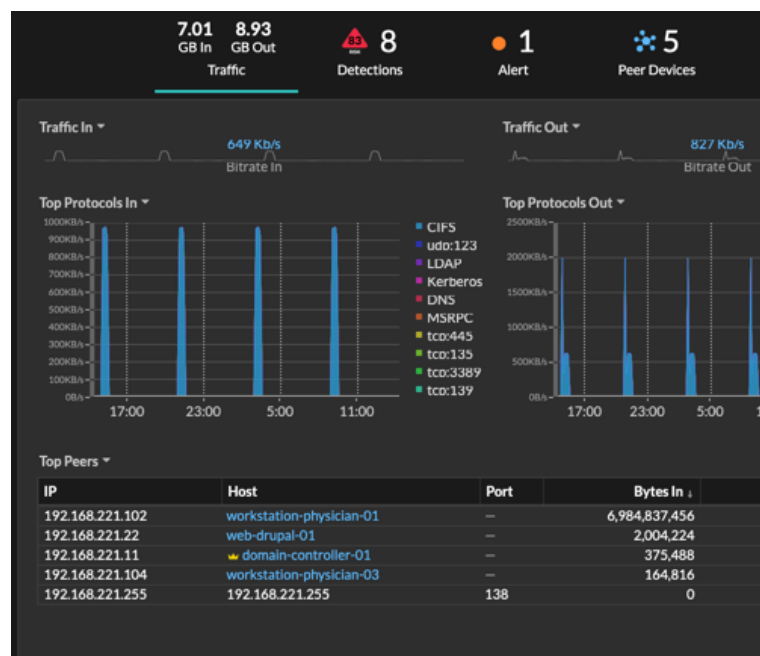 7.01 8.93
GB In GB Out
Traffic
83
RISK
8
Detections
1
Alert
5
Peer Devices
Traffic In
649 Kb/s
Bitrate In
Traffic Out
827 Kb/s
Bitrate Out
Top Protocols In
1000KB/s
900KB/s
800KB/s
700KB/s
600KB/s
500KB/s
400KB/s
300KB/s
200KB/s
100KB/s
0B/s
17:00 23:00 5:00 11:00
CIFS
udp:123
LDAP
Kerberos
DNS
MSRPC
tcp:445
tcp:135
tcp:3389
tcp:139
Top Protocols Out
2500KB/s
2000KB/s
1500KB/s
1000KB/s
500KB/s
0B/s
17:00 23:00 5:00 1
Top Peers
IP Host Port Bytes In ↓
192.168.221.102 workstation-physician-01 — 6,984,837,456
192.168.221.22 web-drupal-01 — 2,004,224
192.168.221.11 domain-controller-01 — 375,488
192.168.221.104 workstation-physician-03 — 164,816
192.168.221.255 192.168.221.255 138 0